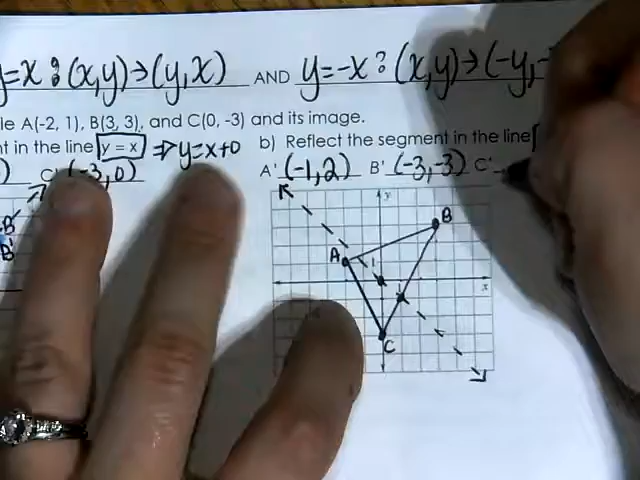 y=x : (x,y)→(y,x) AND y=-x : (x,y)→(-y,-
le A(-2, 1), B(3, 3), and C(0, -3) and its image.
nt in the line y = x ⇒ y=x+0 b) Reflect the segment in the line
) C' (-3,0) A' (-1,2) B' (-3,-3) C'
B'
B'
y
B
A
x
C